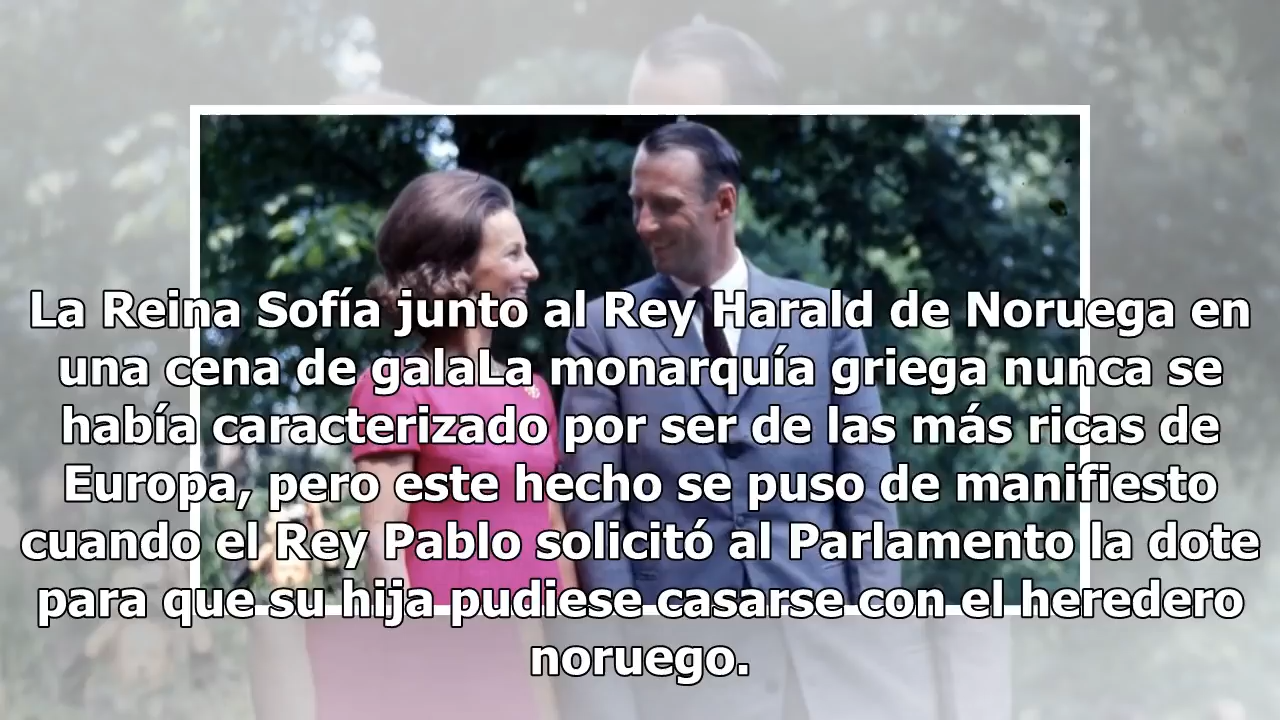 La Reina Sofía junto al Rey Harald de Noruega en
una cena de galaLa monarquía griega nunca se
había caracterizado por ser de las más ricas de
Europa, pero este hecho se puso de manifiesto
cuando el Rey Pablo solicitó al Parlamento la dote
para que su hija pudiese casarse con el heredero
noruego.